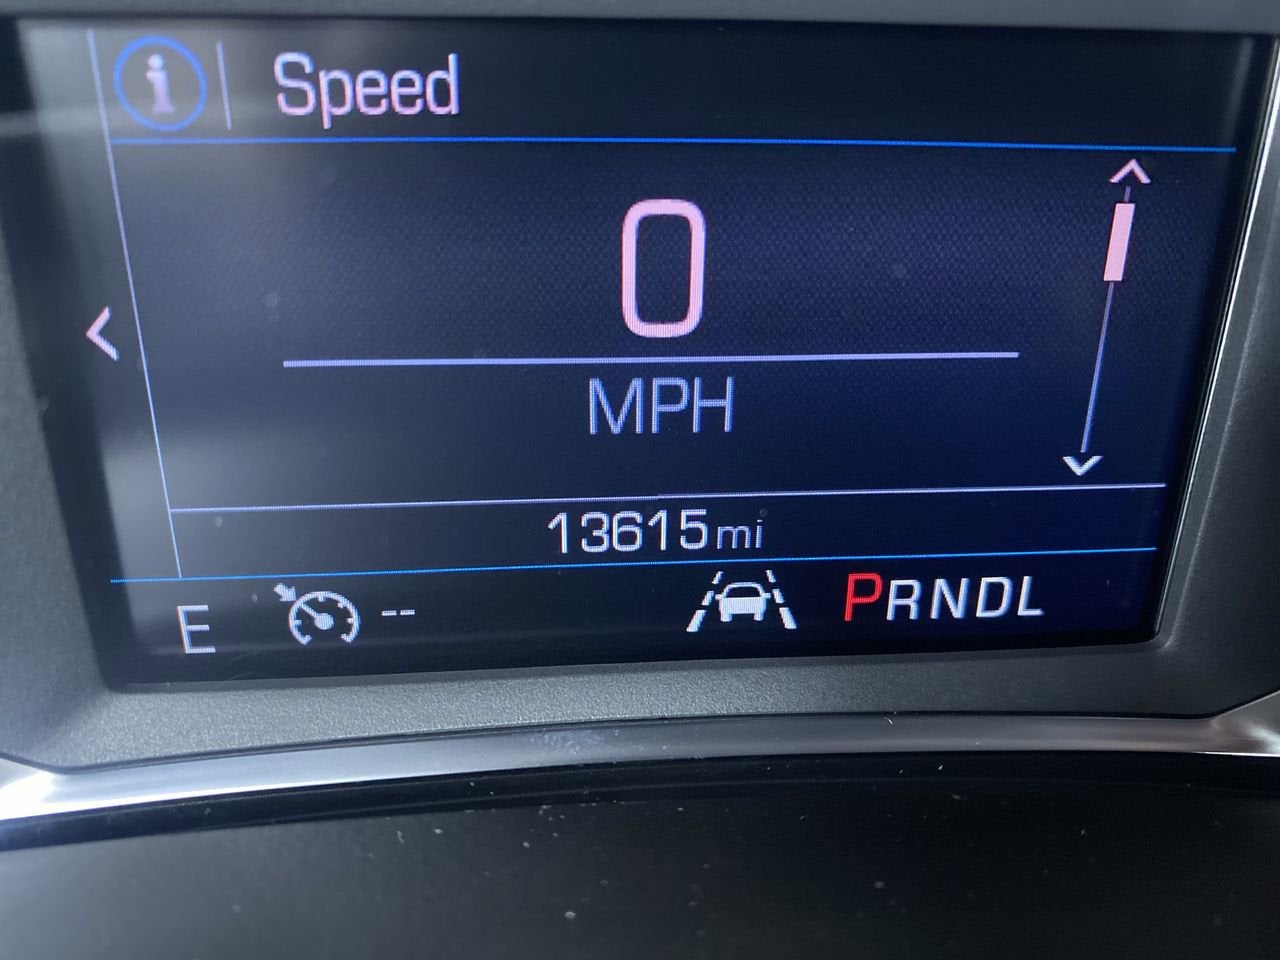 i Speed
0
MPH
13615mi
E -- PRNDL